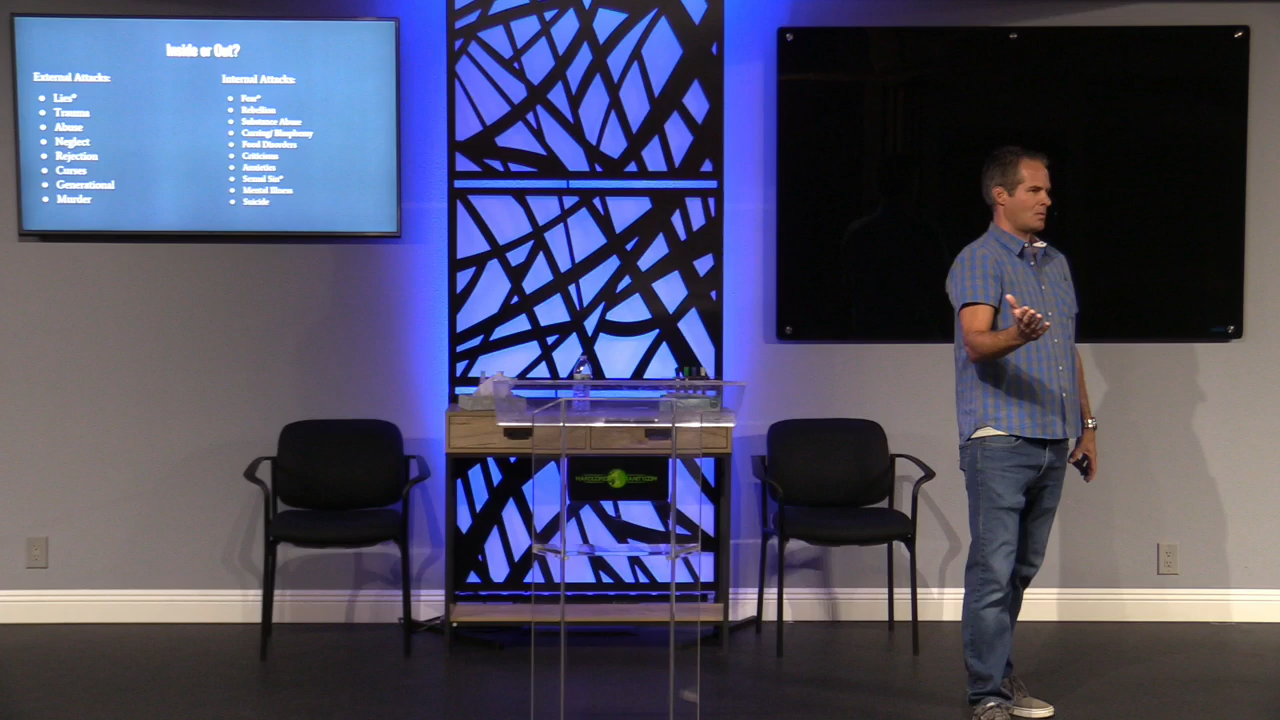 Inside or Out?
External Attacks:
Lies*
Trauma
Abuse
Neglect
Rejection
Curses
Generational
Murder
Internal Attacks:
Fear*
Rebellion
Substance Abuse
Cursing/ Blasphemy
Food Disorders
Criticisms
Anxieties
Sexual Sin*
Mental Illness
Suicide